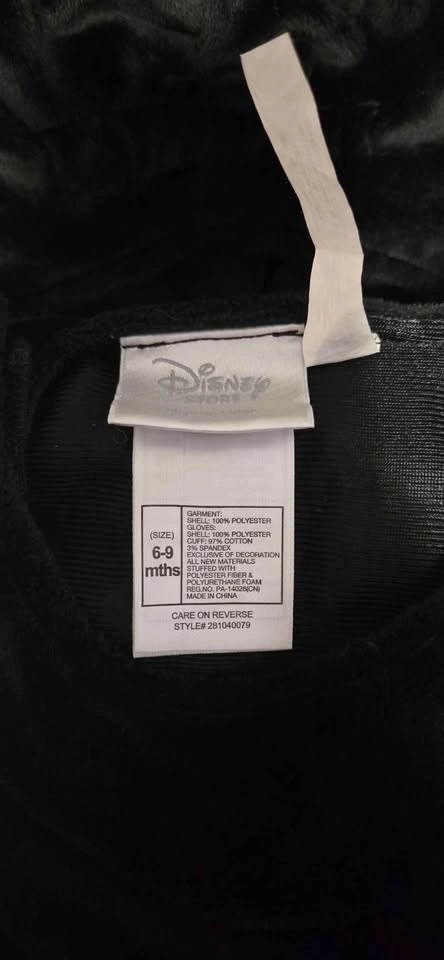 Disney
STORE
(SIZE)
6-9
mths
GARMENT:
SHELL: 100% POLYESTER
GLOVES:
SHELL: 100% POLYESTER
CUFF: 97% COTTON
3% SPANDEX
EXCLUSIVE OF DECORATION
ALL NEW MATERIALS
STUFFED WITH
POLYESTER FIBER &
POLYURETHANE FOAM
REG.NO. PA-14026(CN)
MADE IN CHINA
CARE ON REVERSE
STYLE# 281040079